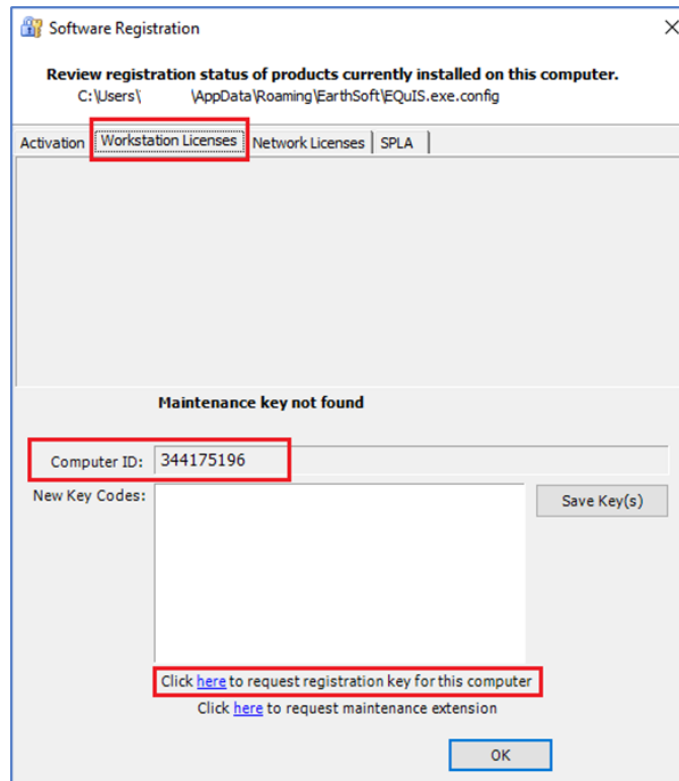 Software Registration
Review registration status of products currently installed on this computer.
C:\Users\ \AppData\Roaming\EarthSoft\EQuIS.exe.config
Activation Workstation Licenses Network Licenses SPLA
Maintenance key not found
Computer ID: 344175196
New Key Codes: Save Key(s)
Click here to request registration key for this computer
Click here to request maintenance extension
OK